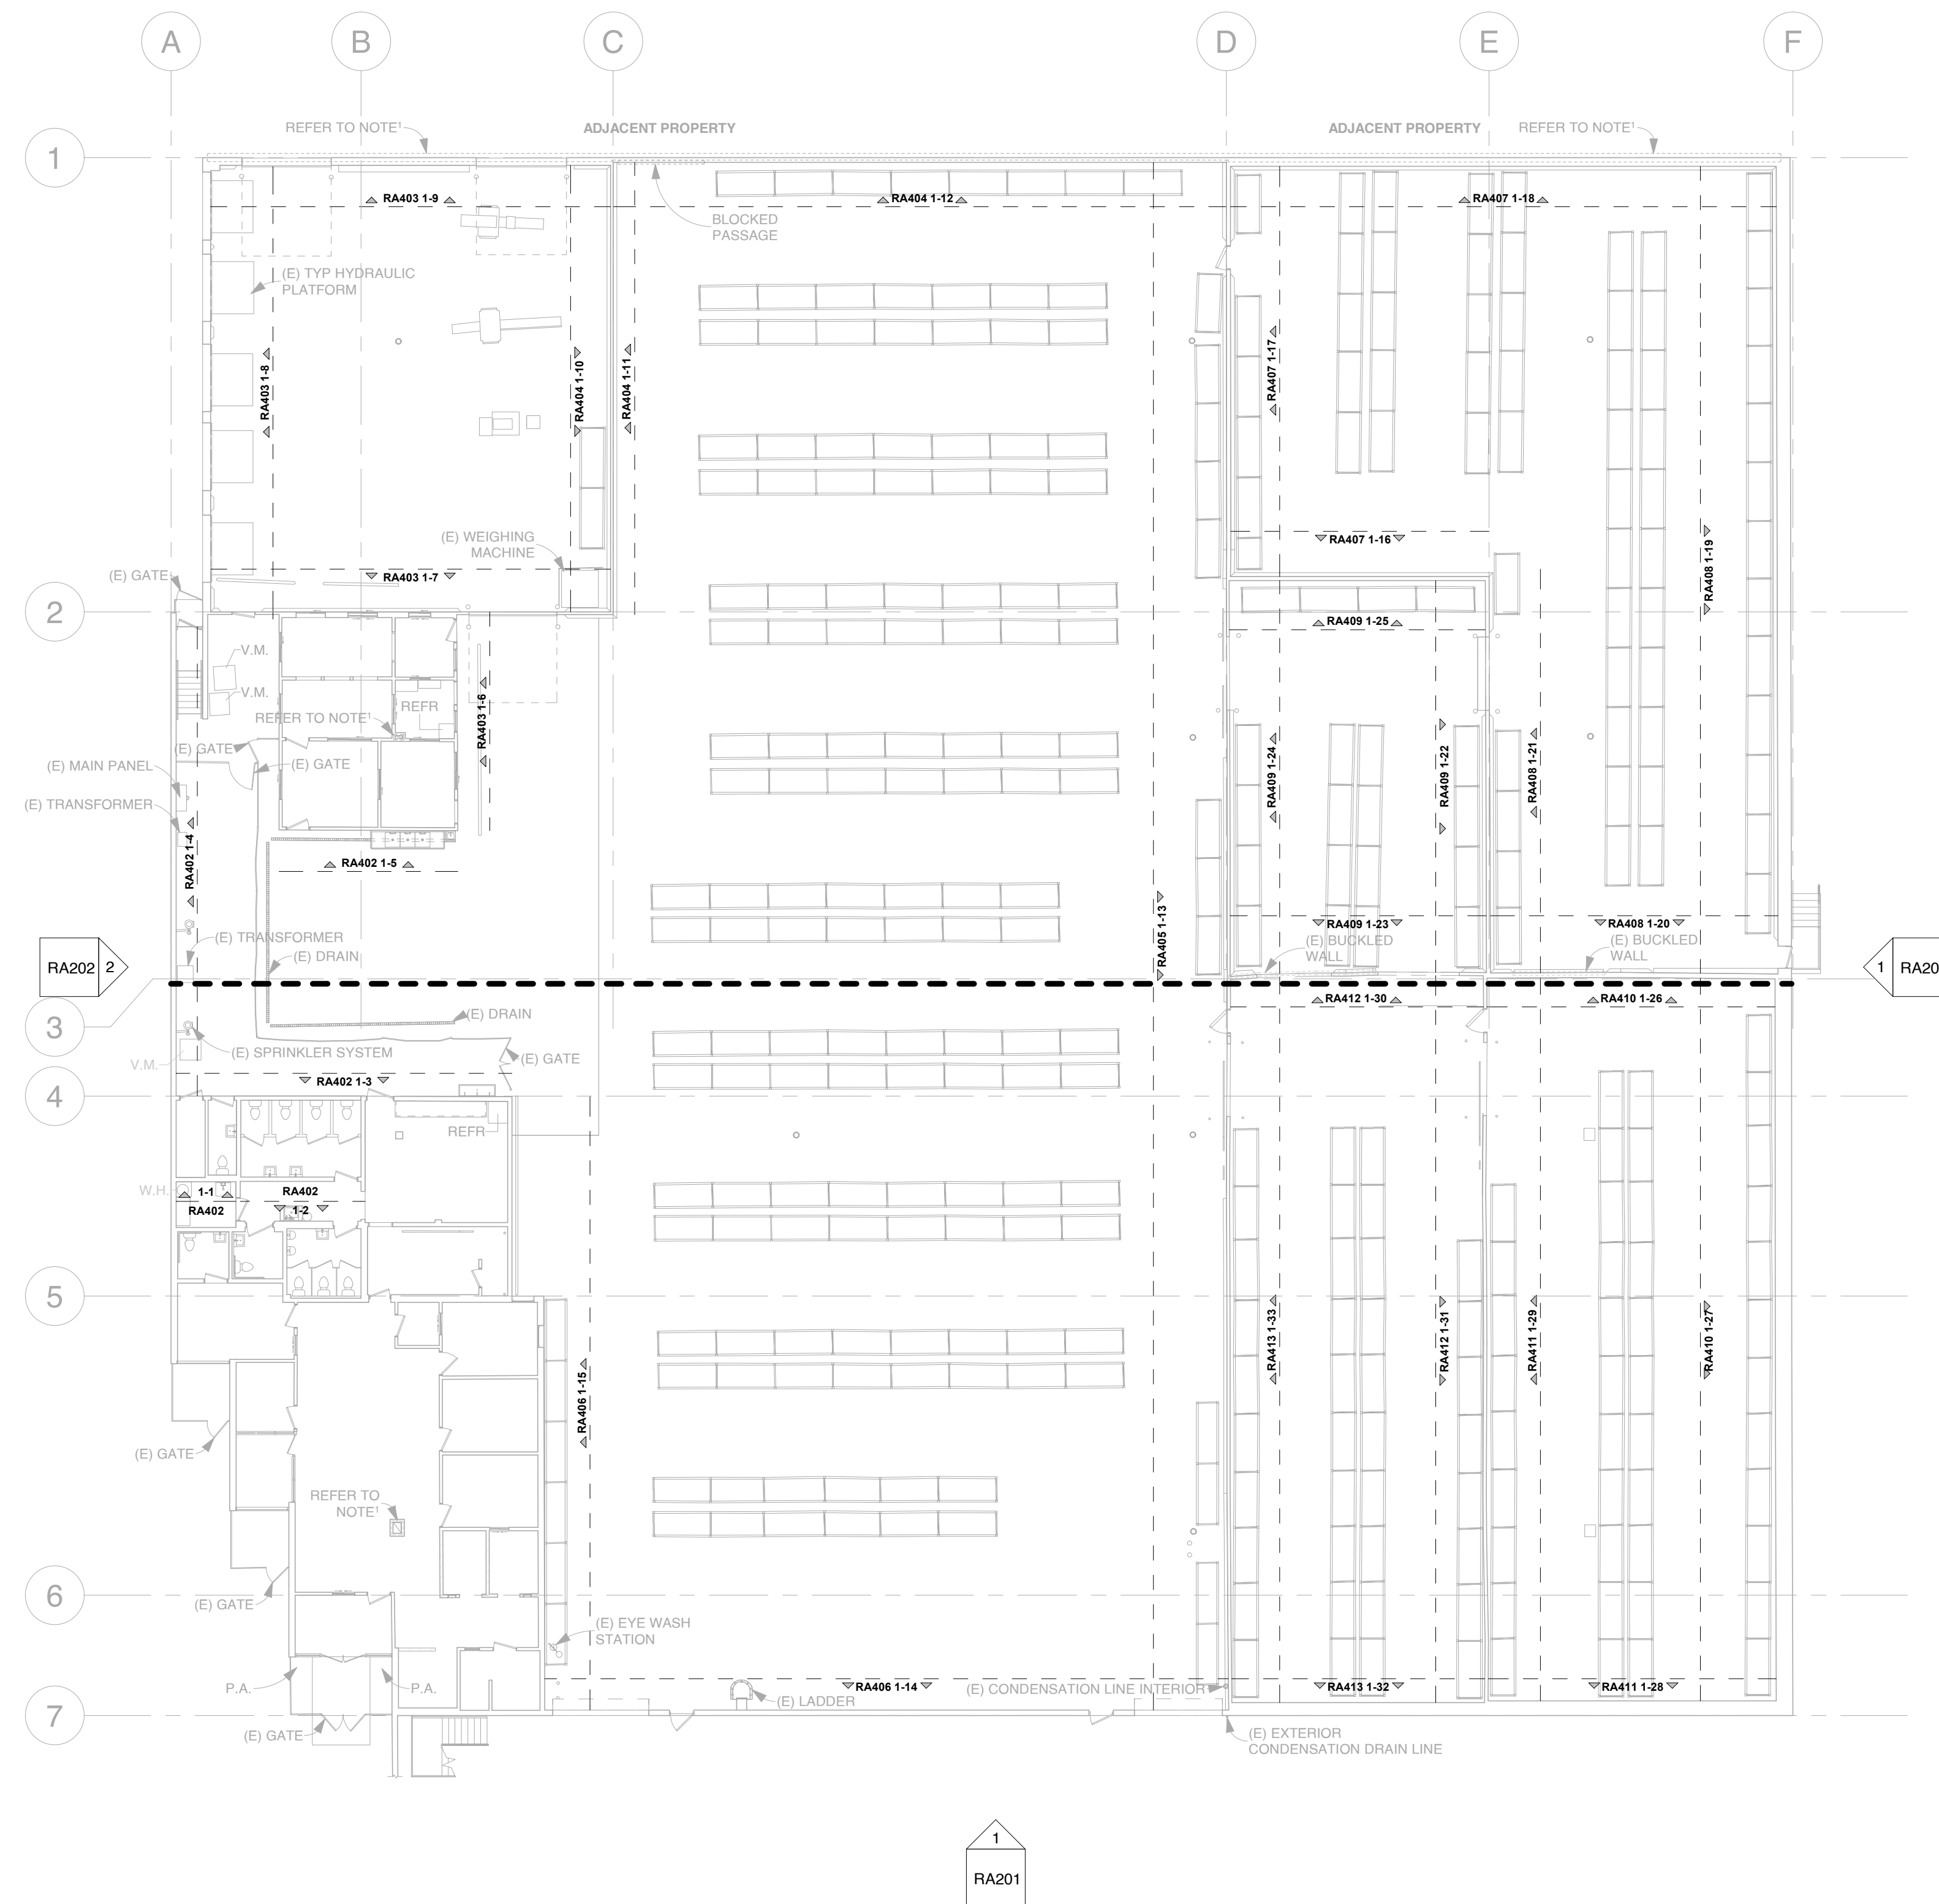 A
B
C
D
E
F
REFER TO NOTE¹
ADJACENT PROPERTY
ADJACENT PROPERTY
REFER TO NOTE¹
1
RA403 1-9
RA404 1-12
RA407 1-18
BLOCKED
PASSAGE
(E) TYP HYDRAULIC
PLATFORM
RA403 1-8
RA404 1-10
RA404 1-11
RA407 1-17
(E) WEIGHING
MACHINE
RA407 1-16
RA408 1-19
(E) GATE
RA403 1-7
2
RA409 1-25
V.M.
V.M.
REFR
REFER TO NOTE¹
RA403 1-6
(E) GATE
(E) GATE
(E) MAIN PANEL
(E) TRANSFORMER
RA402 1-4
RA402 1-5
RA409 1-24
RA409 1-22
RA408 1-21
RA405 1-13
RA409 1-23
RA408 1-20
(E) BUCKLED
WALL
(E) BUCKLED
WALL
(E) TRANSFORMER
(E) DRAIN
RA202
2
1
RA20
3
RA412 1-30
RA410 1-26
(E) DRAIN
(E) SPRINKLER SYSTEM
(E) GATE
V.M.
RA402 1-3
4
REFR
W.H.
1-1
RA402
RA402
1-2
5
RA406 1-15
RA413 1-33
RA412 1-31
RA411 1-29
RA410 1-27
(E) GATE
REFER TO
NOTE¹
6
(E) GATE
(E) EYE WASH
STATION
P.A.
P.A.
RA406 1-14
(E) CONDENSATION LINE INTERIOR
RA413 1-32
RA411 1-28
(E) LADDER
7
(E) GATE
(E) EXTERIOR
CONDENSATION DRAIN LINE
1
RA201